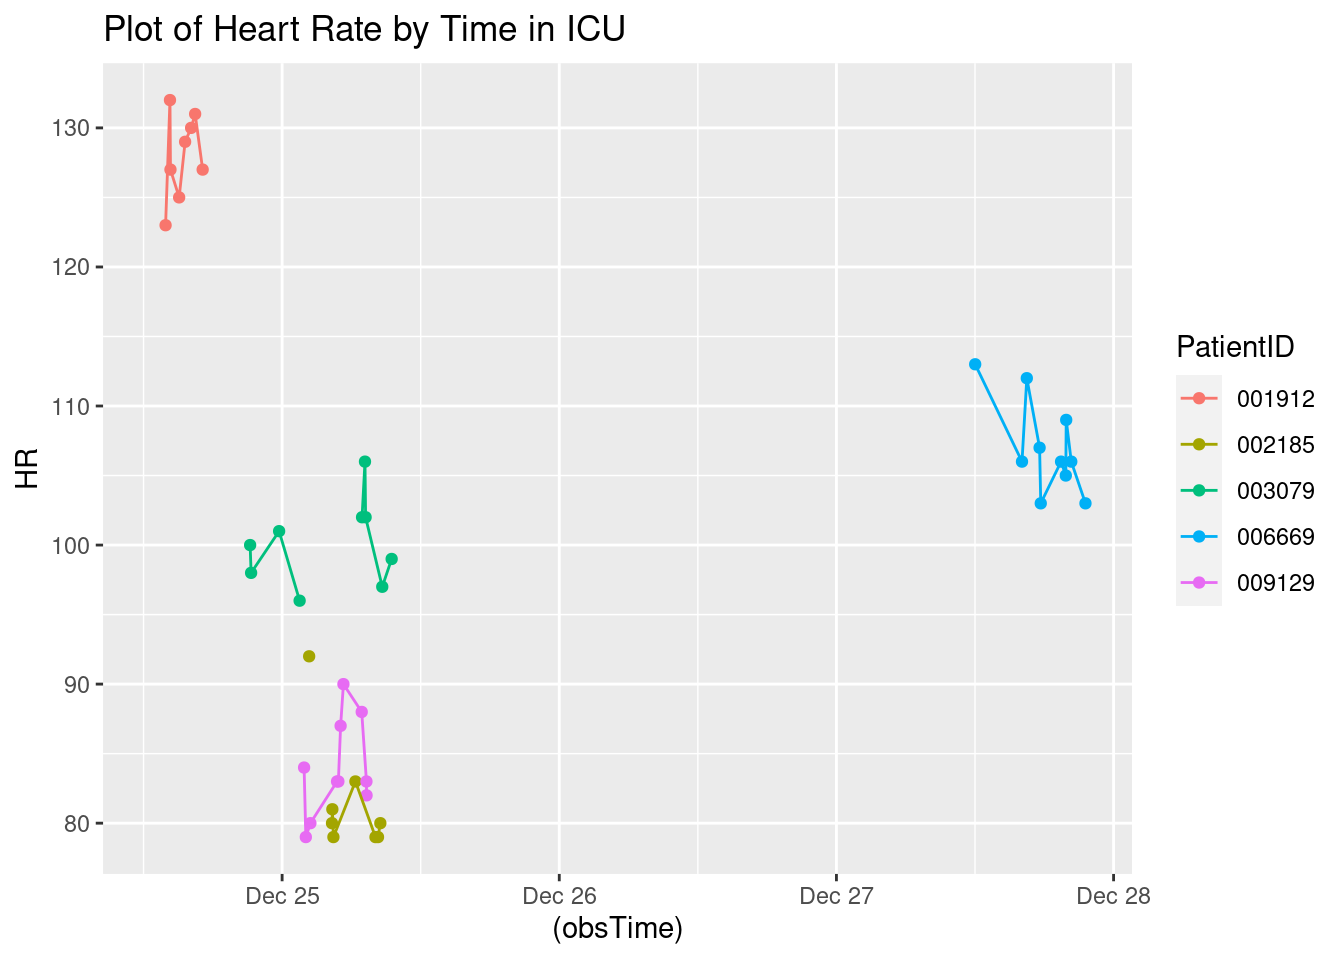 Plot of Heart Rate by Time in ICU
130
120
110
100
90
80
HR
Dec 25
Dec 26
Dec 27
Dec 28
(obsTime)
PatientID
001912
002185
003079
006669
009129